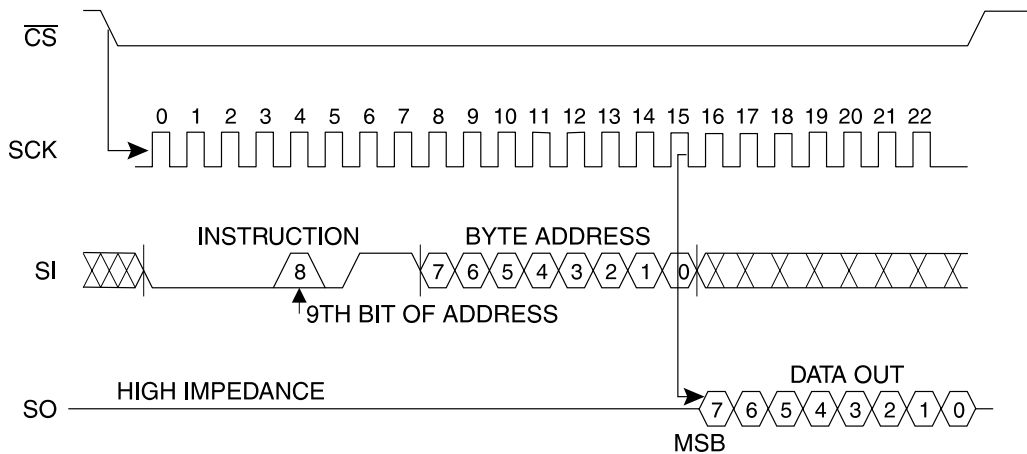 C̅S̅
0 1 2 3 4 5 6 7 8 9 10 11 12 13 14 15 16 17 18 19 20 21 22
SCK
INSTRUCTION BYTE ADDRESS
SI 8 7 6 5 4 3 2 1 0
9TH BIT OF ADDRESS
HIGH IMPEDANCE DATA OUT
SO 7 6 5 4 3 2 1 0
MSB